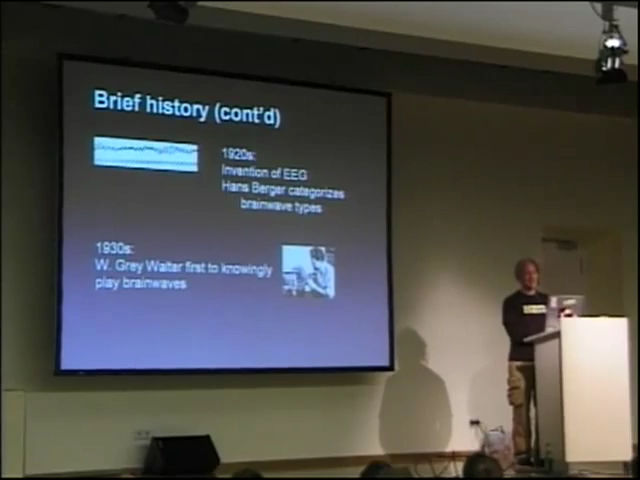 Brief history (cont'd)
1920s:
Invention of EEG
Hans Berger categorizes
brainwave types
1930s:
W. Grey Walter first to knowingly
play brainwaves